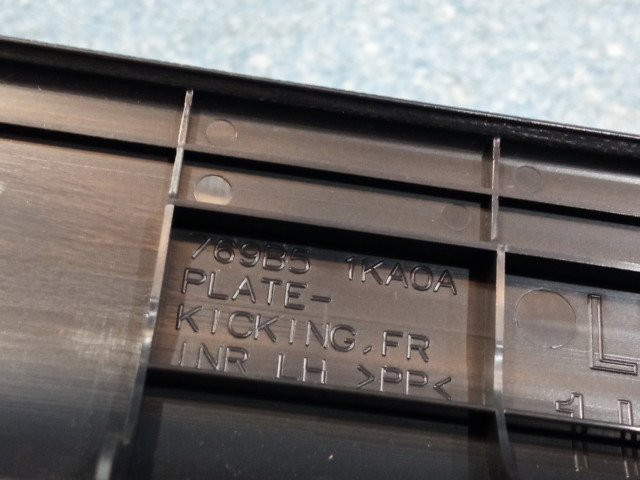 769B5 1KA0A
PLATE-
KICKING,FR
INR LH >PP<
L